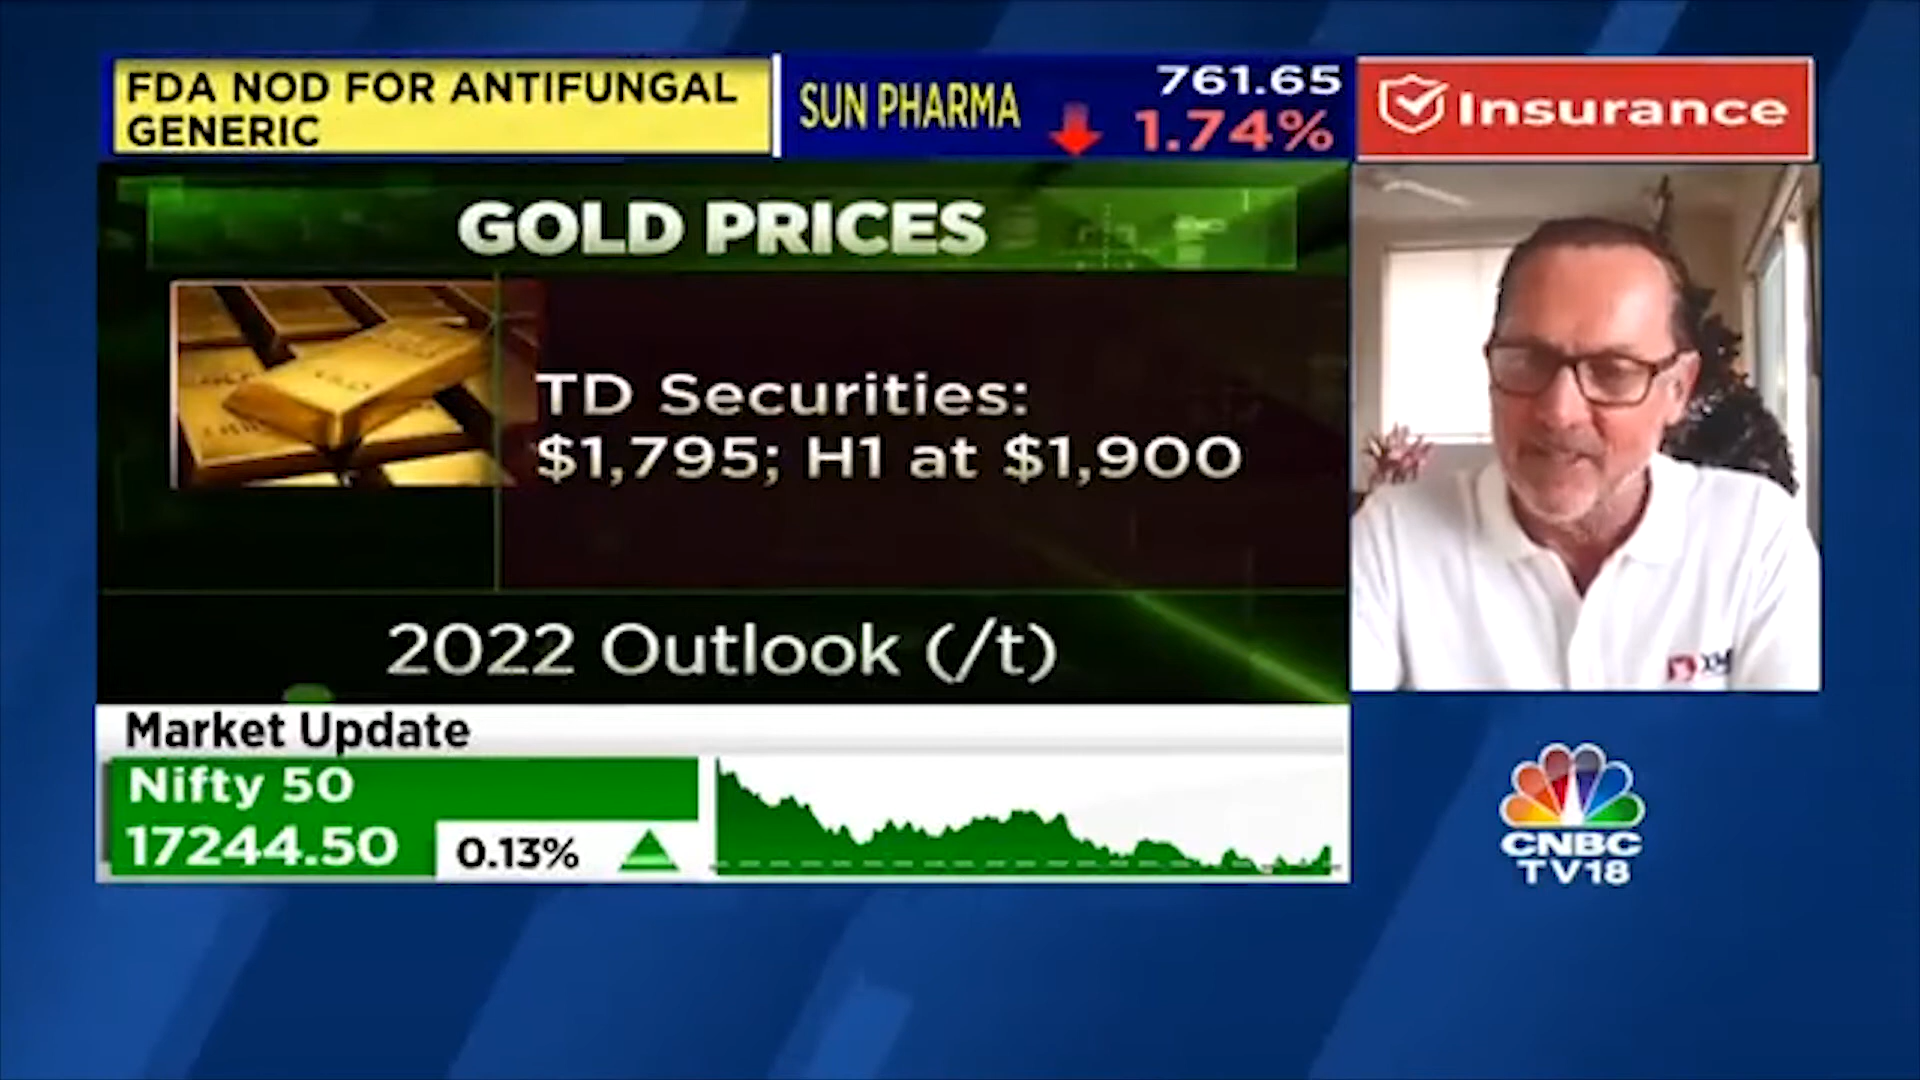 FDA NOD FOR ANTIFUNGAL
GENERIC
SUN PHARMA
761.65
1.74%
Insurance
GOLD PRICES
TD Securities:
$1,795; H1 at $1,900
2022 Outlook (/t)
Market Update
Nifty 50
17244.50
0.13%
CNBC
TV18